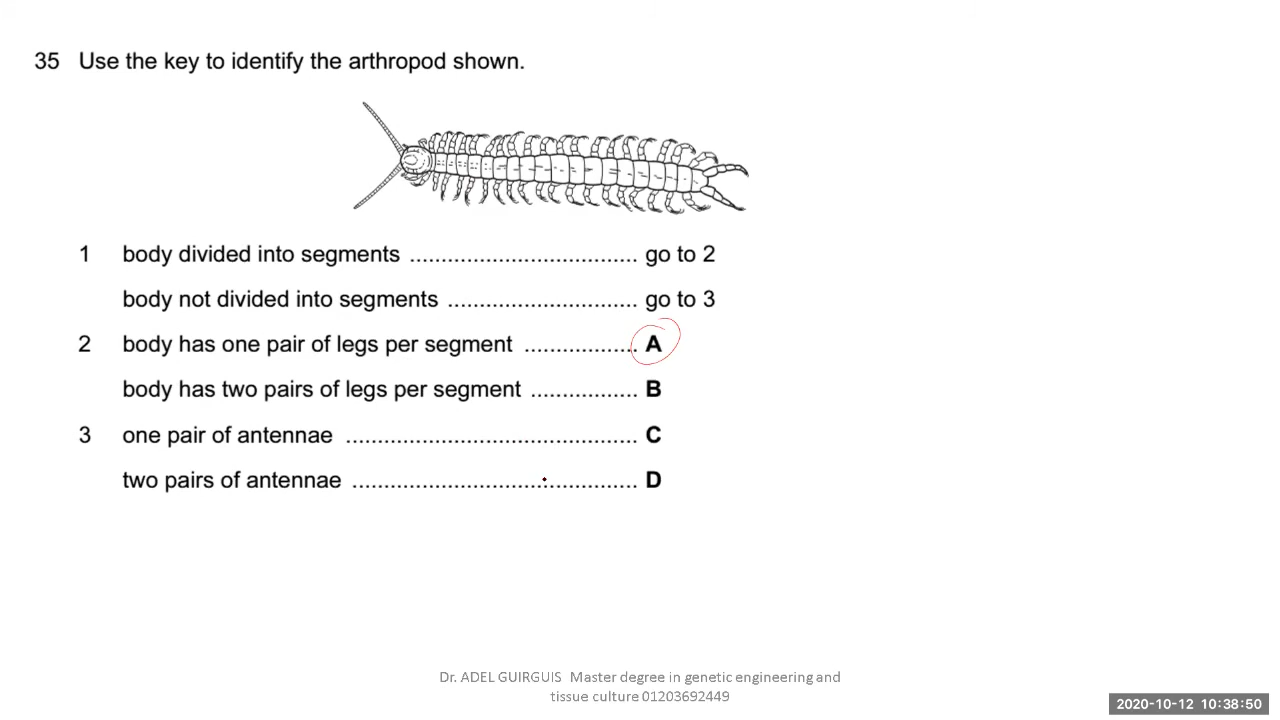 35 Use the key to identify the arthropod shown.
1 body divided into segments .................................... go to 2
body not divided into segments .............................. go to 3
2 body has one pair of legs per segment .................. A
body has two pairs of legs per segment ................. B
3 one pair of antennae .............................................. C
two pairs of antennae ............................................. D
Dr. ADEL GUIRGUIS Master degree in genetic engineering and
tissue culture 01203692449
2020-10-12 10:38:50